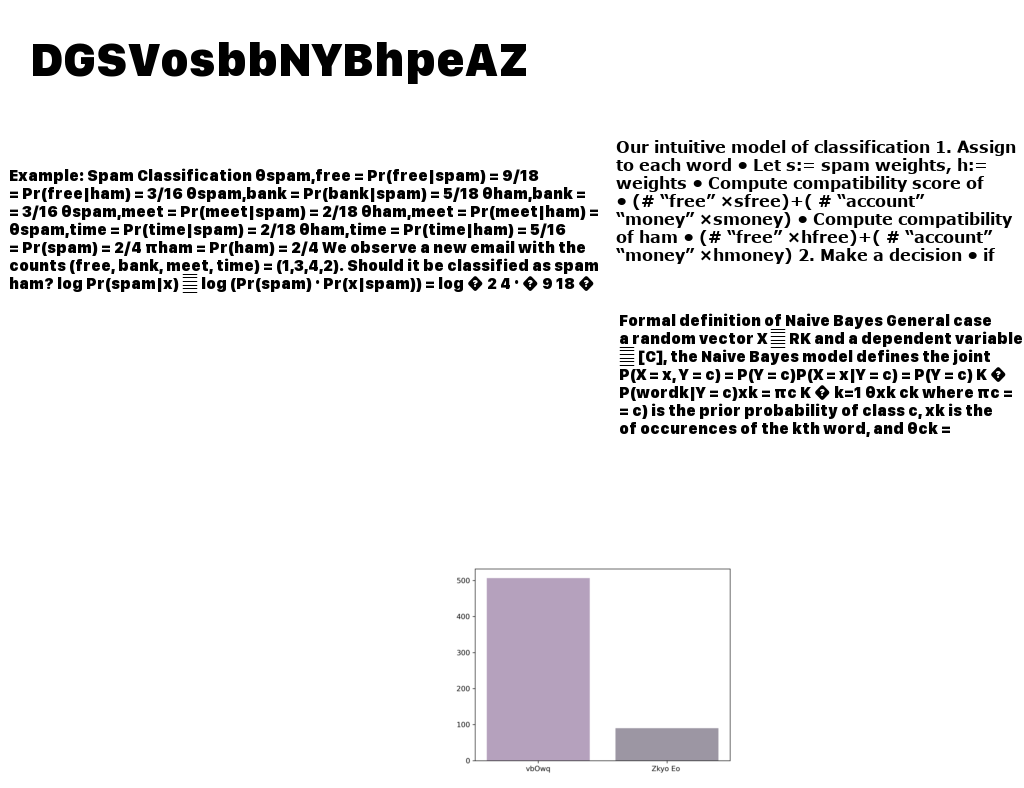 DGSVosbbNYBhpeAZ
Example: Spam Classification θspam,free = Pr(free|spam) = 9/18
= Pr(free|ham) = 3/16 θspam,bank = Pr(bank|spam) = 5/18 θham,bank =
= 3/16 θspam,meet = Pr(meet|spam) = 2/18 θham,meet = Pr(meet|ham) =
θspam,time = Pr(time|spam) = 2/18 θham,time = Pr(time|ham) = 5/16
= Pr(spam) = 2/4 πham = Pr(ham) = 2/4 We observe a new email with the
counts (free, bank, meet, time) = (1,3,4,2). Should it be classified as spam
ham? log Pr(spam|x) log (Pr(spam) · Pr(x|spam)) = log � 2 4 · � 9 18 �
Our intuitive model of classification 1. Assign
to each word • Let s:= spam weights, h:=
weights • Compute compatibility score of
• (# “free” ×sfree)+( # “account”
“money” ×smoney) • Compute compatibility
of ham • (# “free” ×hfree)+( # “account”
“money” ×hmoney) 2. Make a decision • if
Formal definition of Naive Bayes General case
a random vector X RK and a dependent variable
[C], the Naive Bayes model defines the joint
P(X = x, Y = c) = P(Y = c)P(X = x|Y = c) = P(Y = c) K �
P(wordk|Y = c)xk = πc K � k=1 θxk ck where πc =
= c) is the prior probability of class c, xk is the
of occurences of the kth word, and θck =
500
400
300
200
100
0
vbOwq
Zkyo Eo